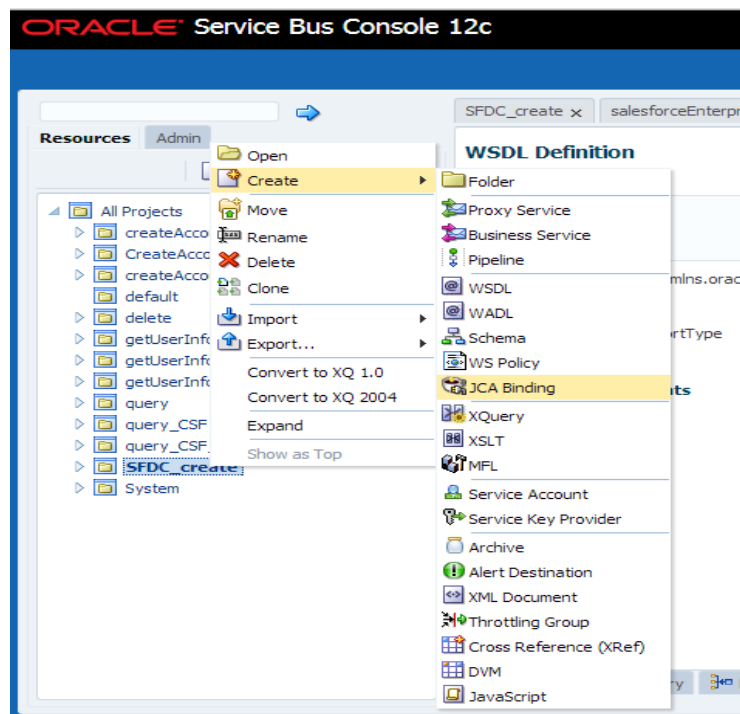 ORACLE Service Bus Console 12c
SFDC_create x salesforceEnterpr
Resources Admin
WSDL Definition
All Projects
createAcco
CreateAcco
createAcco
default
delete
getUserInfo
getUserInfo
getUserInfo
query
query_CSF
query_CSF_
SFDC_create
System
Open
Create
Move
Rename
Delete
Clone
Import
Export...
Convert to XQ 1.0
Convert to XQ 2004
Expand
Show as Top
Folder
Proxy Service
Business Service
Pipeline
WSDL
WADL
Schema
WS Policy
JCA Binding
XQuery
XSLT
MFL
Service Account
Service Key Provider
Archive
Alert Destination
XML Document
Throttling Group
Cross Reference (XRef)
DVM
JavaScript
mlns.orac
ortType
ts
ry